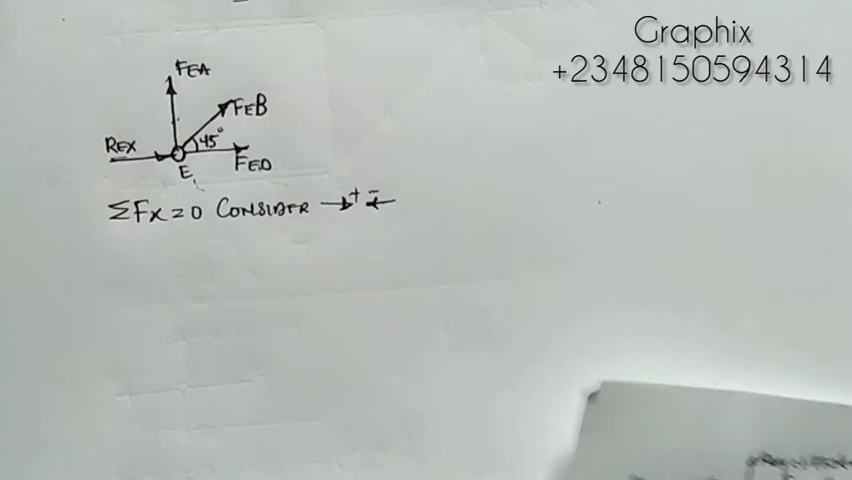 Graphix
+2348150594314
FEA
FEB
45°
REX
FED
E
ΣFx=0 CONSIDER →+ -←